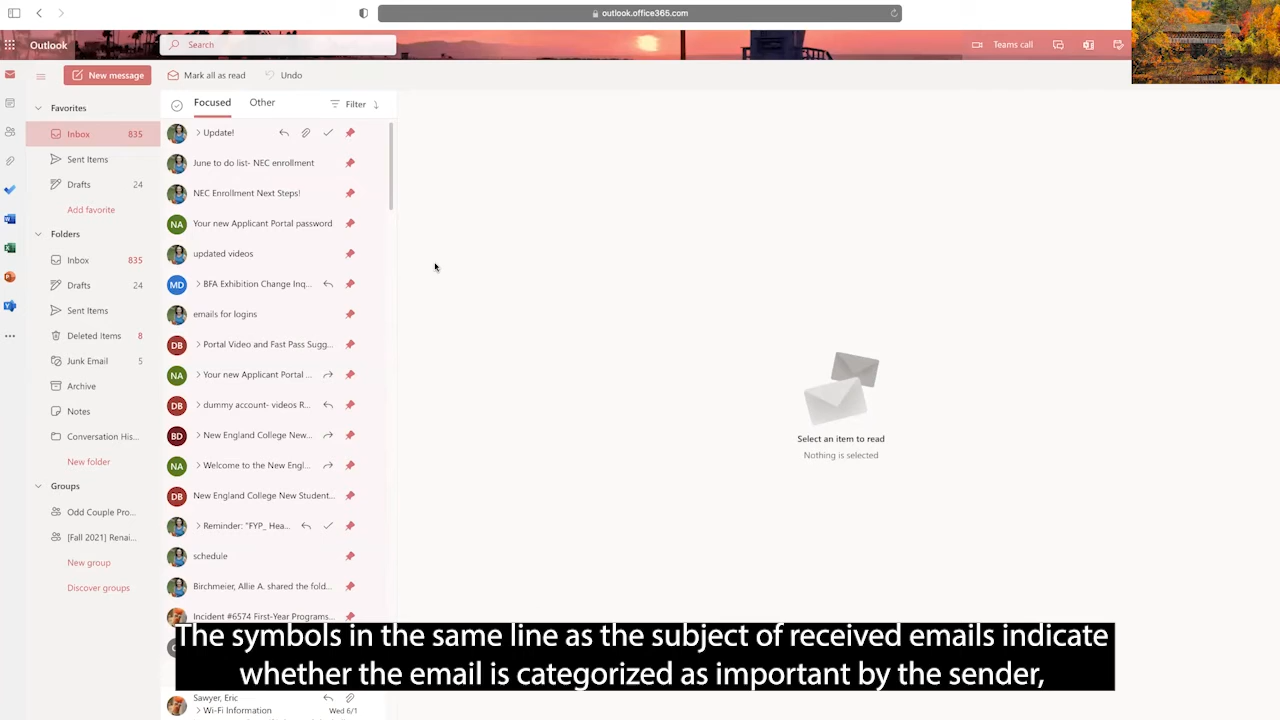 outlook.office365.com
Outlook
Search
Teams call
New message
Mark all as read
Undo
Favorites
Inbox 835
Sent Items
Drafts 24
Add favorite
Folders
Inbox 835
Drafts 24
Sent Items
Deleted Items 8
Junk Email 5
Archive
Notes
Conversation His...
New folder
Groups
Odd Couple Pro...
[Fall 2021] Renai...
New group
Discover groups
Focused Other Filter
Update!
June to do list- NEC enrollment
NEC Enrollment Next Steps!
NA Your new Applicant Portal password
updated videos
MD BFA Exhibition Change Inq...
emails for logins
DB Portal Video and Fast Pass Sugg...
NA Your new Applicant Portal ...
DB dummy account- videos R...
BD New England College New...
NA Welcome to the New Engl...
DB New England College New Student...
Reminder: "FYP_ Hea...
schedule
Birchmeier, Allie A. shared the fold...
Incident #6574 First-Year Programs...
Sawyer, Eric
Wi-Fi Information Wed 6/1
Select an item to read
Nothing is selected
The symbols in the same line as the subject of received emails indicate
whether the email is categorized as important by the sender,